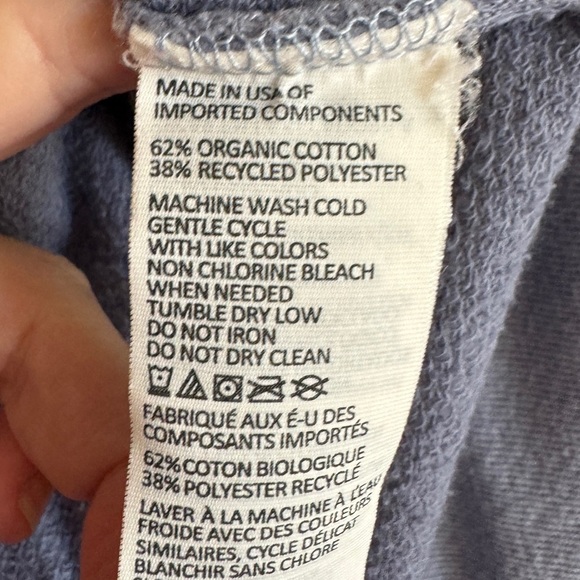 MADE IN USA OF
IMPORTED COMPONENTS
62% ORGANIC COTTON
38% RECYCLED POLYESTER
MACHINE WASH COLD
GENTLE CYCLE
WITH LIKE COLORS
NON CHLORINE BLEACH
WHEN NEEDED
TUMBLE DRY LOW
DO NOT IRON
DO NOT DRY CLEAN
FABRIQUÉ AUX É-U DES
COMPOSANTS IMPORTÉS
62% COTON BIOLOGIQUE
38% POLYESTER RECYCLÉ
LAVER À LA MACHINE À L'EAU
FROIDE AVEC DES COULEURS
SIMILAIRES, CYCLE DÉLICAT
BLANCHIR SANS CHLORE